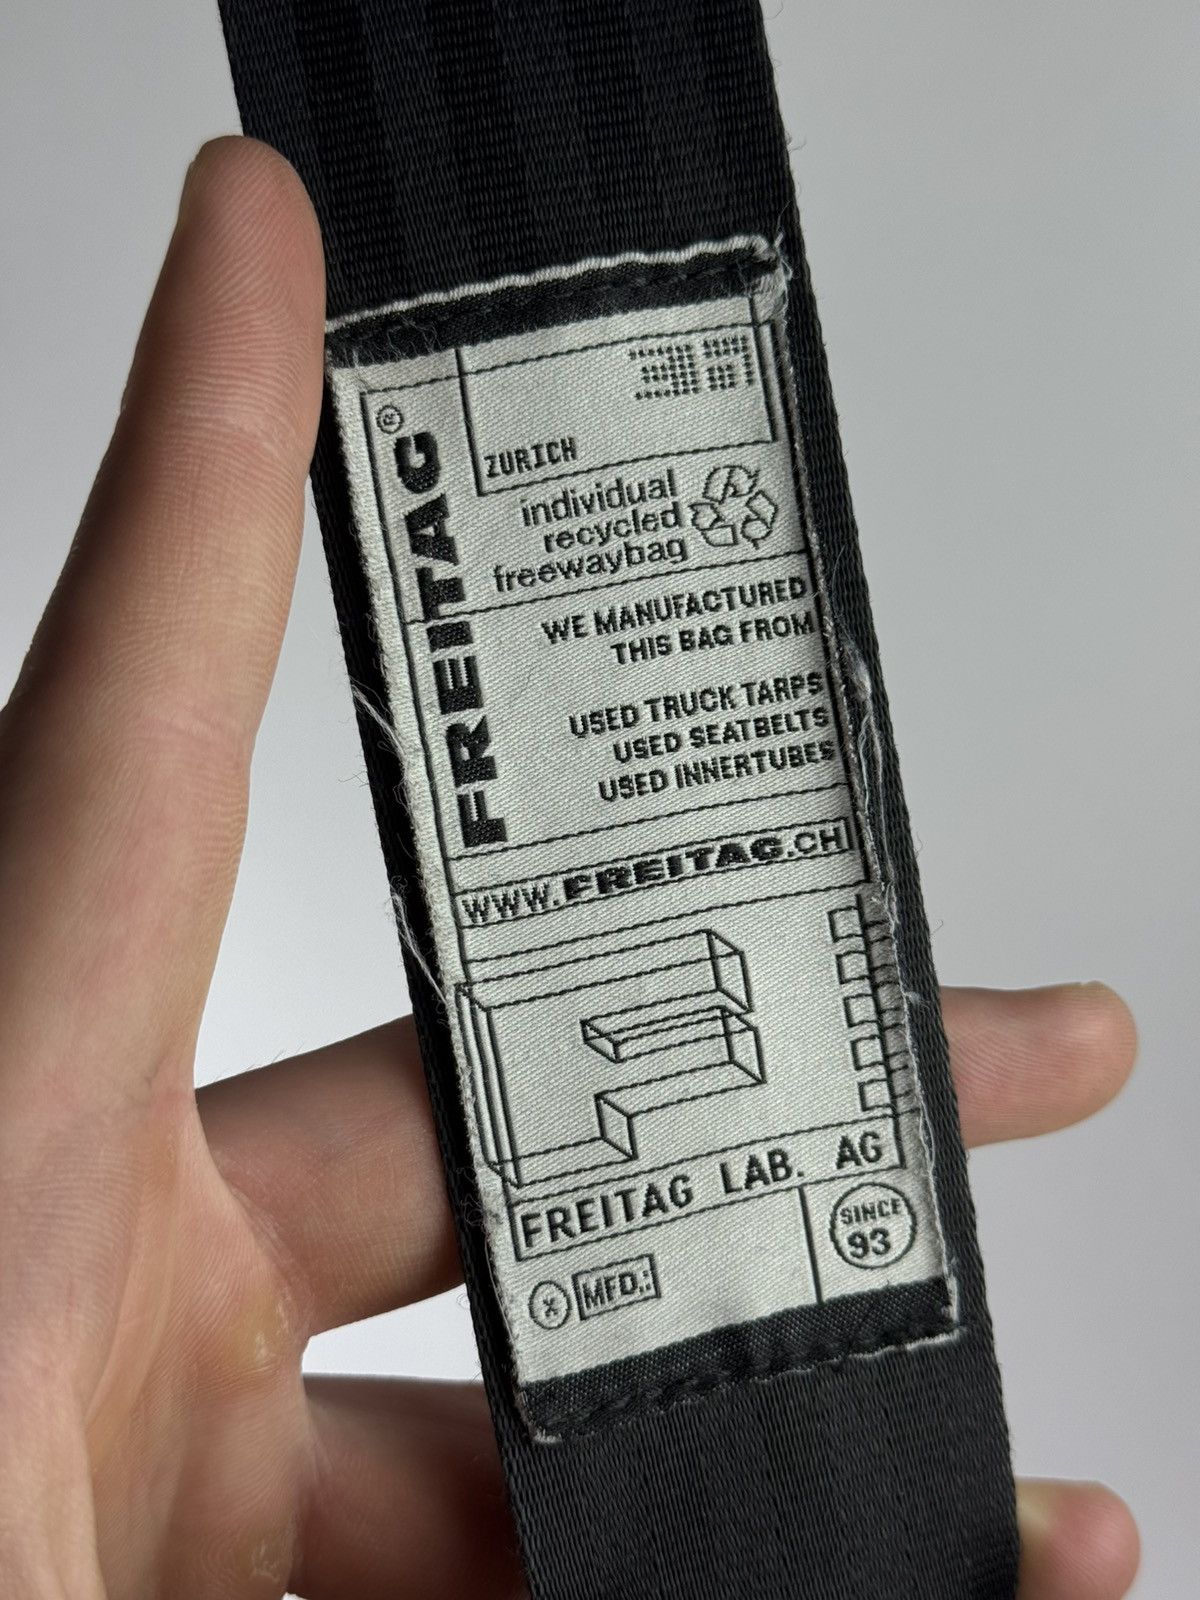 FREITAG®
ZURICH
individual
recycled
freewaybag
WE MANUFACTURED
THIS BAG FROM
USED TRUCK TARPS
USED SEATBELTS
USED INNERTUBES
WWW.FREITAG.CH
FREITAG LAB. AG
MFD.:
SINCE
93